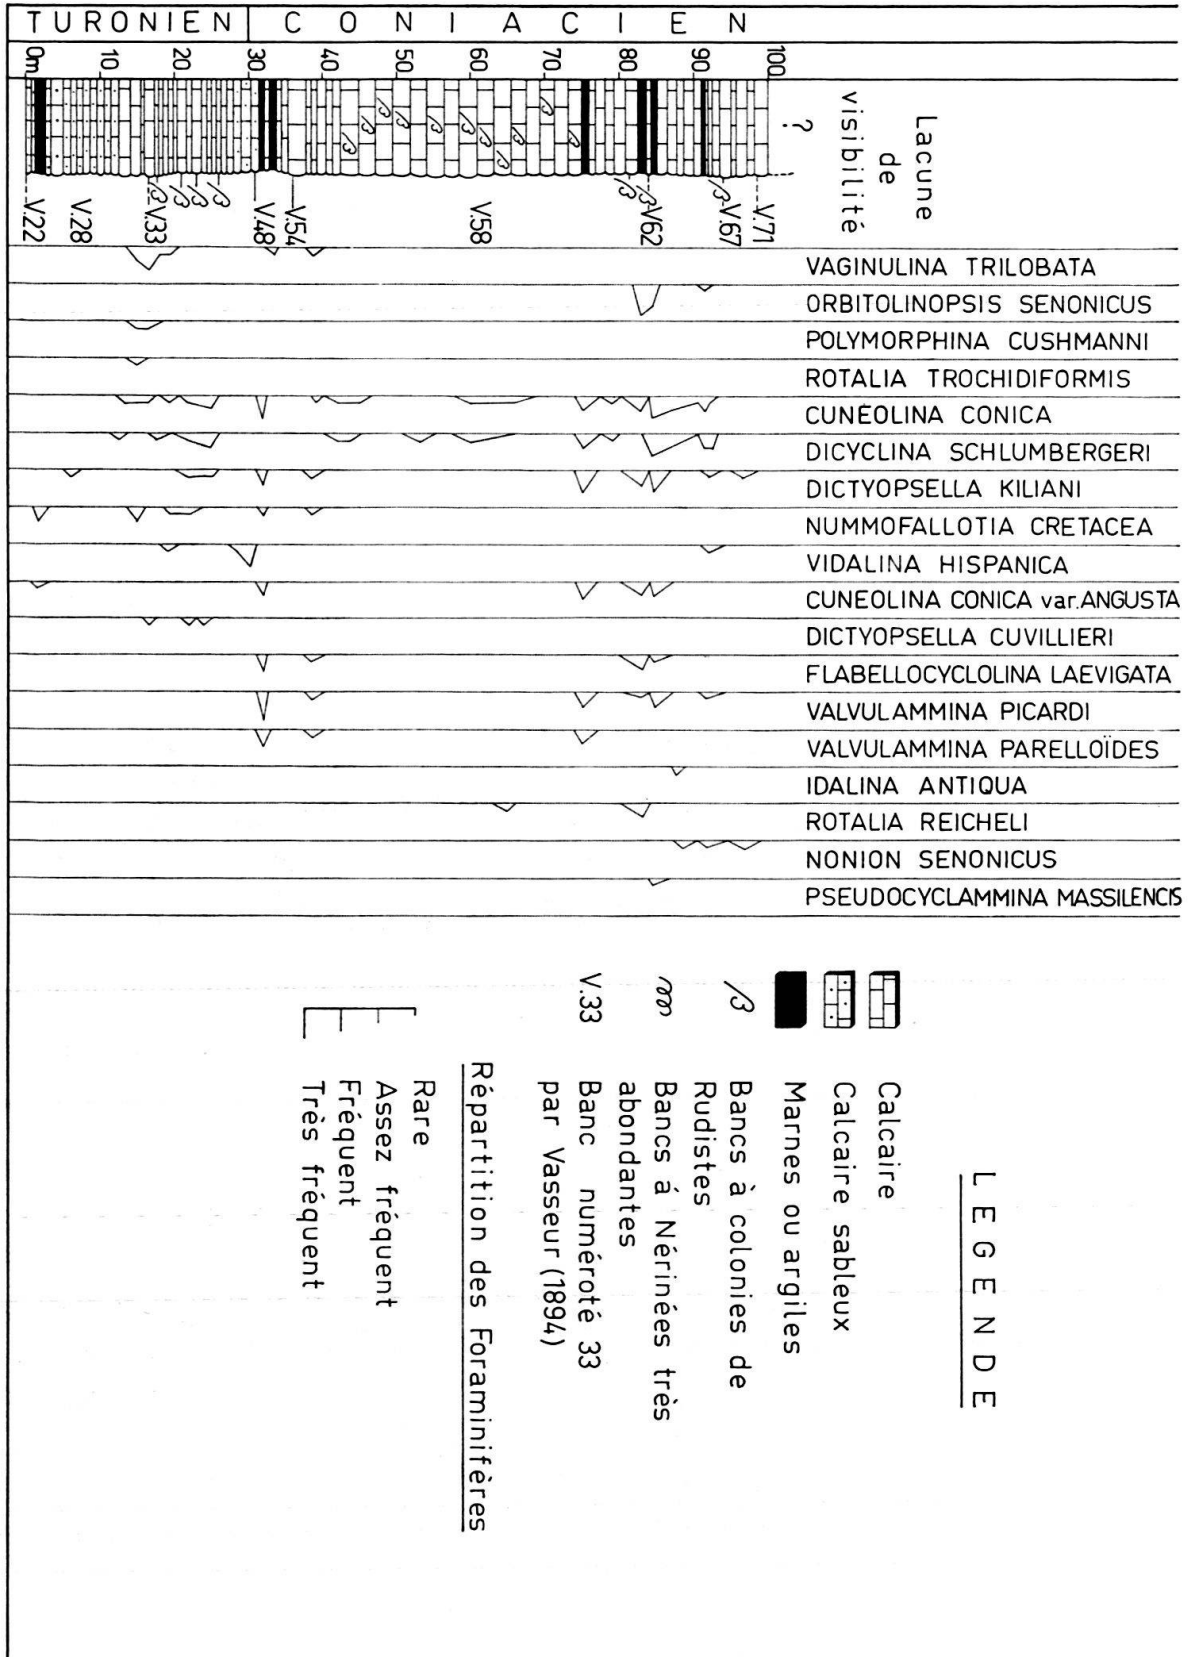 TURONIEN
CONIACIEN
0m 10 20 30 40 50 60 70 80 90 100
Lacune
de
visibilité
?
V.22 V.28 V.33 V.48 V.54 V.58 V.62 V.67 V.71
VAGINULINA TRILOBATA
ORBITOLINOPSIS SENONICUS
POLYMORPHINA CUSHMANNI
ROTALIA TROCHIDIFORMIS
CUNEOLINA CONICA
DICYCLINA SCHLUMBERGERI
DICTYOPSELLA KILIANI
NUMMOFALLOTIA CRETACEA
VIDALINA HISPANICA
CUNEOLINA CONICA var. ANGUSTA
DICTYOPSELLA CUVILLIERI
FLABELLOCYCLOLINA LAEVIGATA
VALVULAMMINA PICARDI
VALVULAMMINA PARELLOÏDES
IDALINA ANTIQUA
ROTALIA REICHELI
NONION SENONICUS
PSEUDOCYCLAMMINA MASSILENCIS
LEGENDE
Calcaire
Calcaire sableux
Marnes ou argiles
Bancs à colonies de
Rudistes
Bancs á Nérinées très
abondantes
V.33 Banc numéroté 33
par Vasseur (1894)
Répartition des Foraminifères
Rare
Assez fréquent
Fréquent
Très fréquent